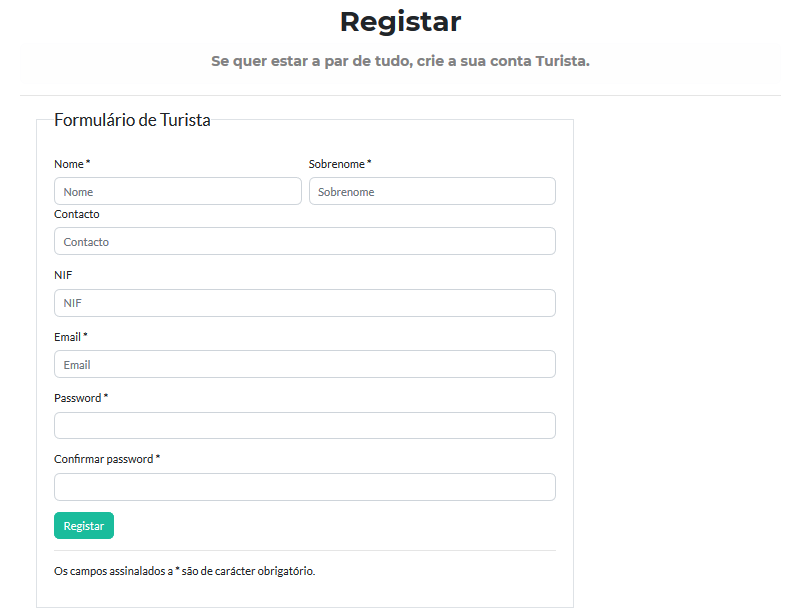 Registar
Se quer estar a par de tudo, crie a sua conta Turista.
Formulário de Turista
Nome * Sobrenome *
Nome Sobrenome
Contacto
Contacto
NIF
NIF
Email *
Email
Password *
Confirmar password *
Registar
Os campos assinalados a * são de carácter obrigatório.